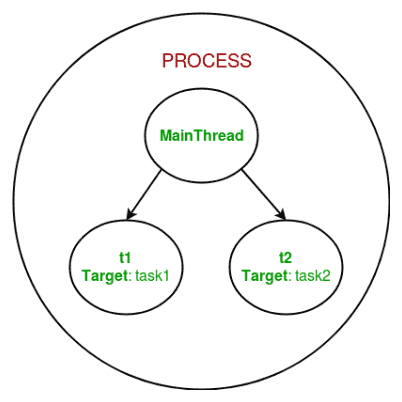 PROCESS
MainThread
t1
Target: task1
t2
Target: task2